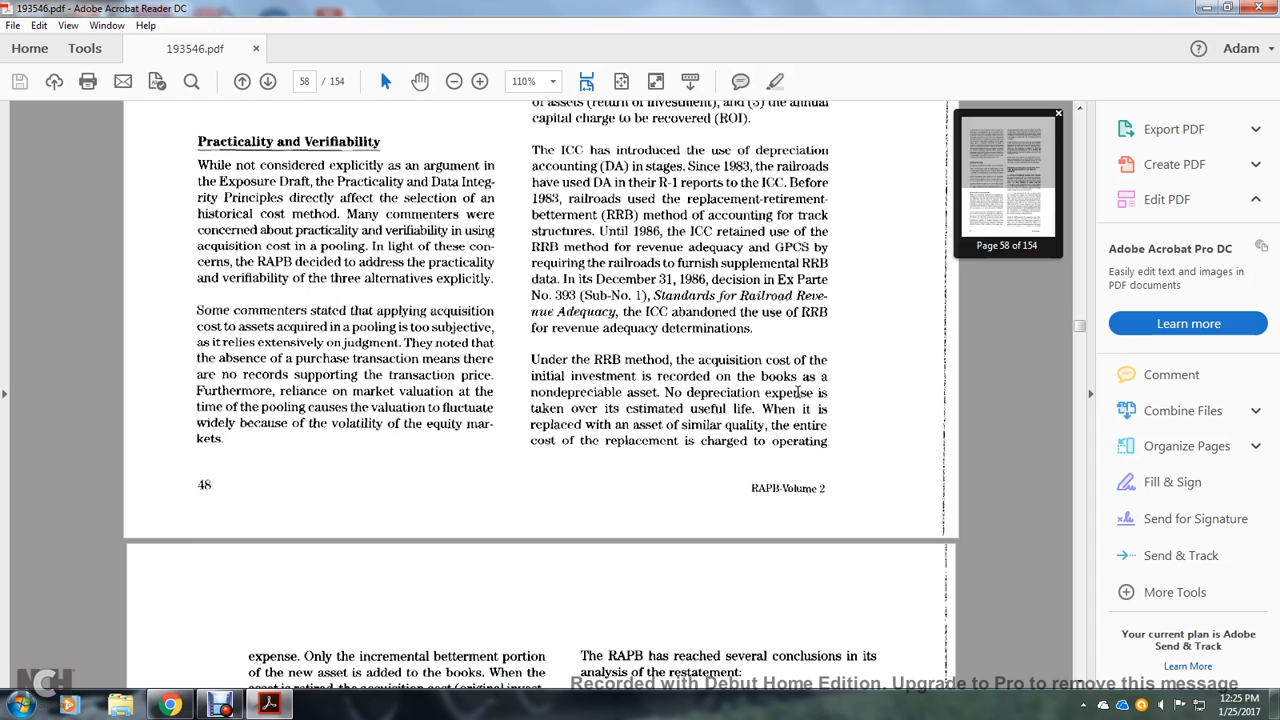 193546.pdf - Adobe Acrobat Reader DC
File Edit View Window Help
Home Tools 193546.pdf × Adam
58 / 154 110%
of assets (return of investment), and (3) the annual
capital charge to be recovered (ROI).
Practicality and Verifiability
While not considered explicitly as an argument in
the Exposure Draft, the Practicality and Data Integ-
rity Principles directly affect the selection of an
historical cost method. Many commenters were
concerned about practicality and verifiability in using
acquisition cost in a pooling. In light of these con-
cerns, the RAPB decided to address the practicality
and verifiability of the three alternatives explicitly.
Some commenters stated that applying acquisition
cost to assets acquired in a pooling is too subjective,
as it relies extensively on judgment. They noted that
the absence of a purchase transaction means there
are no records supporting the transaction price.
Furthermore, reliance on market valuation at the
time of the pooling causes the valuation to fluctuate
widely because of the volatility of the equity mar-
kets.
48
The ICC has introduced the use of depreciation
accounting (DA) in stages. Since 1983, the railroads
have used DA in their R-1 reports to the ICC. Before
1983, railroads used the replacement-retirement-
betterment (RRB) method of accounting for track
structures. Until 1986, the ICC retained use of the
RRB method for revenue adequacy and GPCS by
requiring the railroads to furnish supplemental RRB
data. In its December 31, 1986, decision in Ex Parte
No. 393 (Sub-No. 1), Standards for Railroad Reve-
nue Adequacy, the ICC abandoned the use of RRB
for revenue adequacy determinations.
Under the RRB method, the acquisition cost of the
initial investment is recorded on the books as a
nondepreciable asset. No depreciation expense is
taken over its estimated useful life. When it is
replaced with an asset of similar quality, the entire
cost of the replacement is charged to operating
RAPB-Volume 2
expense. Only the incremental betterment portion
of the new asset is added to the books. When the
The RAPB has reached several conclusions in its
analysis of the restatement:
Page 58 of 154
Export PDF
Create PDF
Edit PDF
Adobe Acrobat Pro DC
Easily edit text and images in
PDF documents
Learn more
Comment
Combine Files
Organize Pages
Fill & Sign
Send for Signature
Send & Track
More Tools
Your current plan is Adobe
Send & Track
Learn More
NCH
Recorded with Debut Home Edition. Upgrade to Pro to remove this message
12:25 PM
1/25/2017